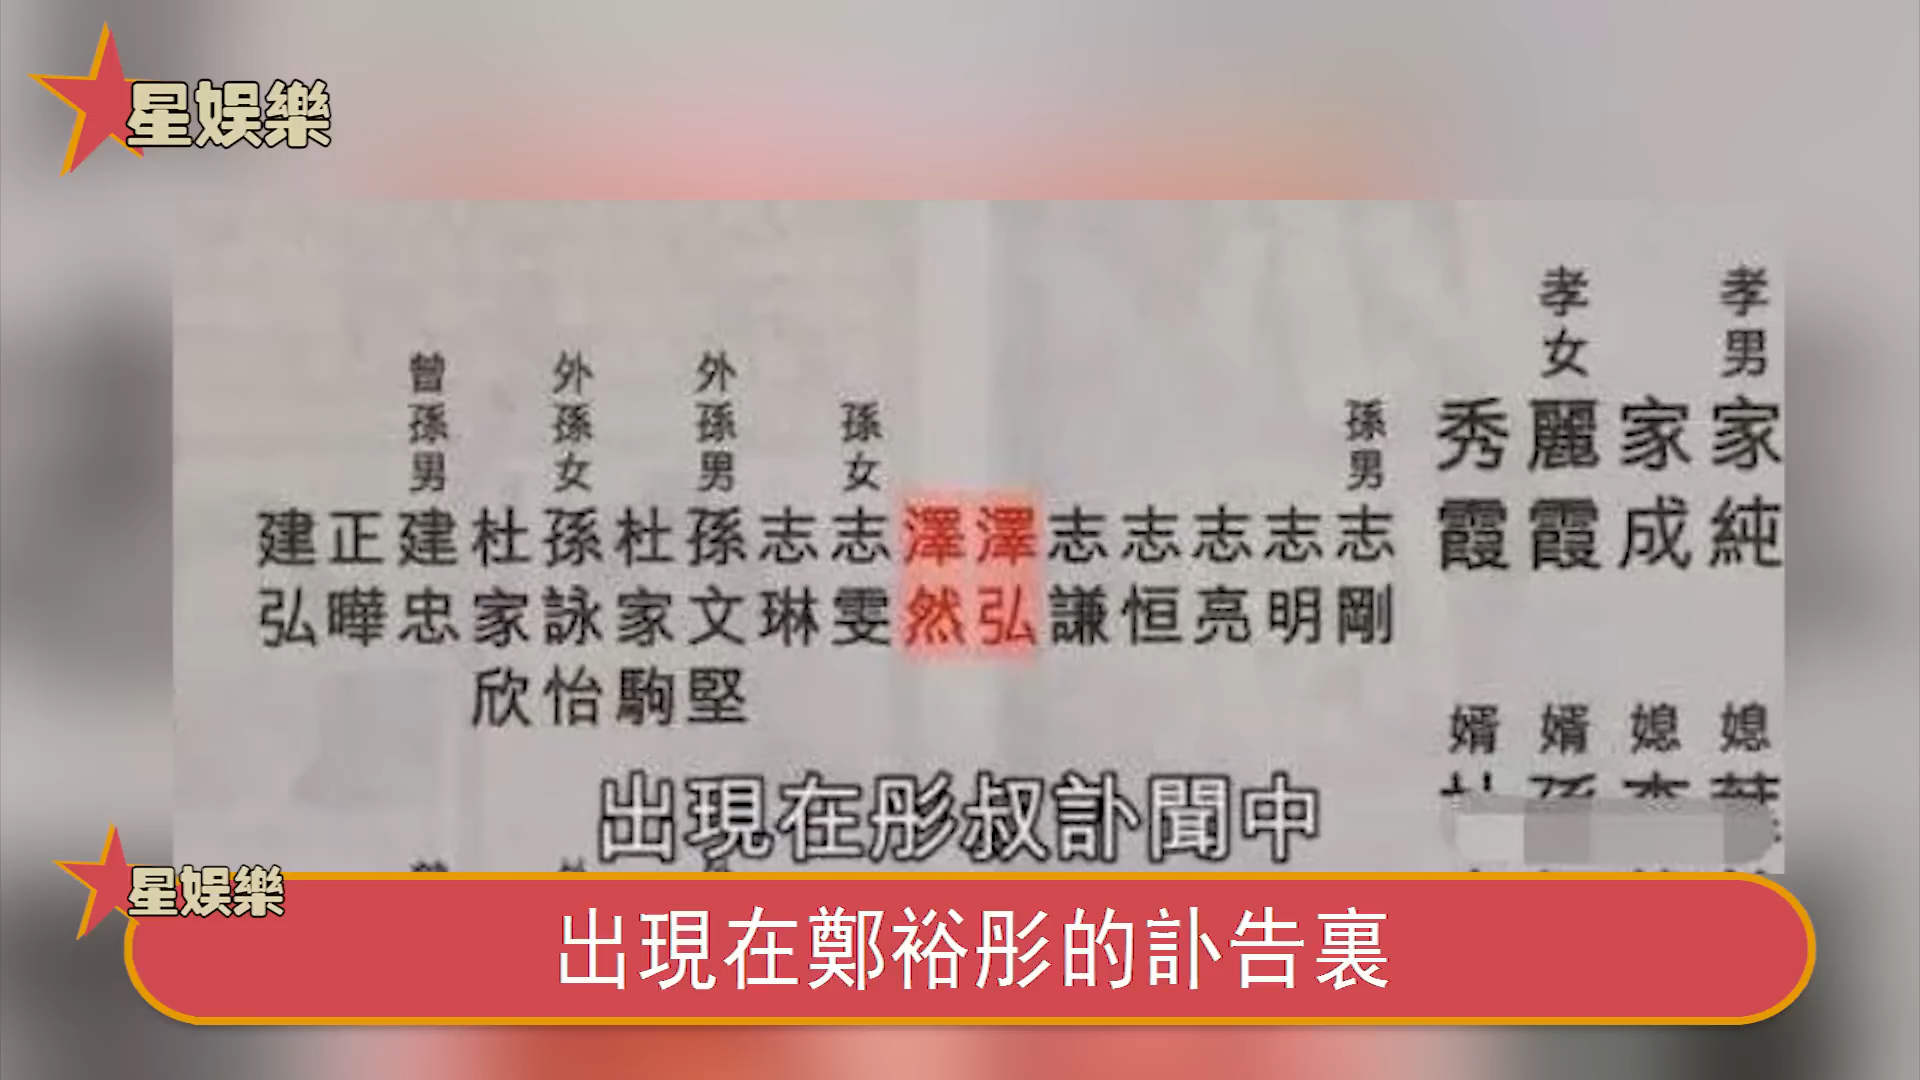 星娛樂
孝男
家純
家成
孝女
麗霞
秀霞
媳
媳
婿
婿
孫男
志剛
志明
志亮
志恒
志謙
澤弘
澤然
孫女
志雯
志琳
外孫男
孫文堅
杜家駒
外孫女
孫詠怡
杜家欣
曾孫男
建忠
正曄
建弘
出現在彤叔訃聞中
星娛樂
出現在鄭裕彤的訃告裏